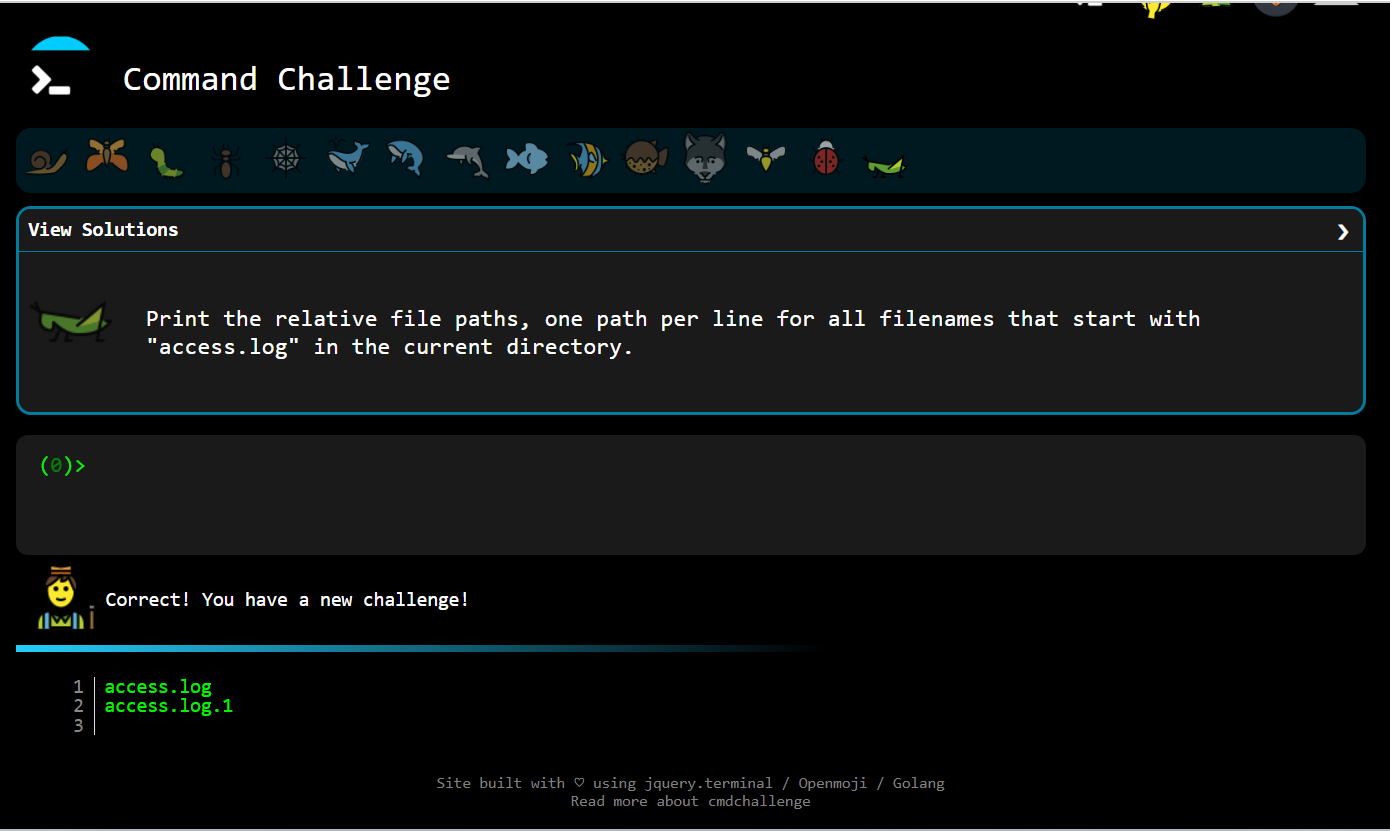 Command Challenge
View Solutions
Print the relative file paths, one path per line for all filenames that start with
"access.log" in the current directory.
(0)>
Correct! You have a new challenge!
1 access.log
2 access.log.1
3
Site built with ♡ using jquery.terminal / Openmoji / Golang
Read more about cmdchallenge